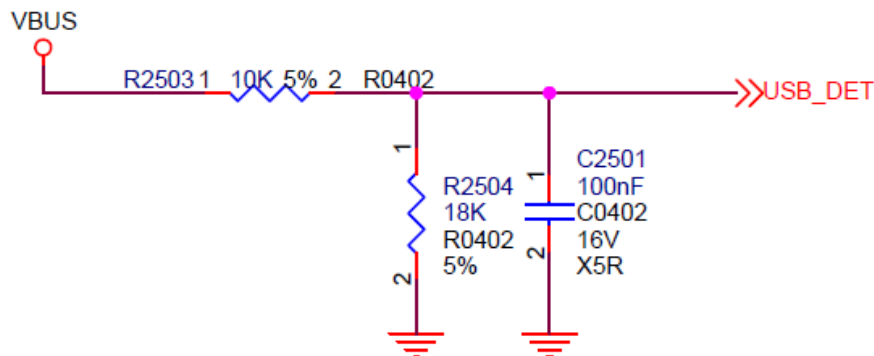 VBUS
R2503 1 10K 5% 2 R0402
USB_DET
1
R2504
18K
R0402
5%
2
1
C2501
100nF
C0402
16V
X5R
2